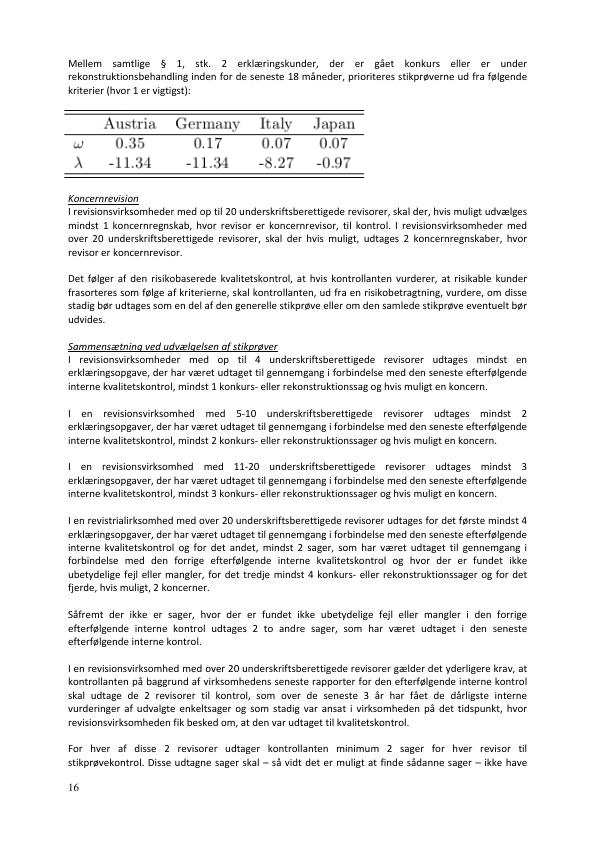 Mellem samtlige § 1, stk. 2 erklæringskunder, der er gået konkurs eller er under
rekonstruktionsbehandling inden for de seneste 18 måneder, prioriteres stikprøverne ud fra følgende
kriterier (hvor 1 er vigtigst):
Austria Germany Italy Japan
ω 0.35 0.17 0.07 0.07
λ -11.34 -11.34 -8.27 -0.97
Koncernrevision
I revisionsvirksomheder med op til 20 underskriftsberettigede revisorer, skal der, hvis muligt udvælges
mindst 1 koncernregnskab, hvor revisor er koncernrevisor, til kontrol. I revisionsvirksomheder med
over 20 underskriftsberettigede revisorer, skal der hvis muligt, udtages 2 koncernregnskaber, hvor
revisor er koncernrevisor.
Det følger af den risikobaserede kvalitetskontrol, at hvis kontrollanten vurderer, at risikable kunder
frasorteres som følge af kriterierne, skal kontrollanten, ud fra en risikobetragtning, vurdere, om disse
stadig bør udtages som en del af den generelle stikprøve eller om den samlede stikprøve eventuelt bør
udvides.
Sammensætning ved udvælgelsen af stikprøver
I revisionsvirksomheder med op til 4 underskriftsberettigede revisorer udtages mindst en
erklæringsopgave, der har været udtaget til gennemgang i forbindelse med den seneste efterfølgende
interne kvalitetskontrol, mindst 1 konkurs- eller rekonstruktionssag og hvis muligt en koncern.
I en revisionsvirksomhed med 5-10 underskriftsberettigede revisorer udtages mindst 2
erklæringsopgaver, der har været udtaget til gennemgang i forbindelse med den seneste efterfølgende
interne kvalitetskontrol, mindst 2 konkurs- eller rekonstruktionssager og hvis muligt en koncern.
I en revisionsvirksomhed med 11-20 underskriftsberettigede revisorer udtages mindst 3
erklæringsopgaver, der har været udtaget til gennemgang i forbindelse med den seneste efterfølgende
interne kvalitetskontrol, mindst 3 konkurs- eller rekonstruktionssager og hvis muligt en koncern.
I en revistrialirksomhed med over 20 underskriftsberettigede revisorer udtages for det første mindst 4
erklæringsopgaver, der har været udtaget til gennemgang i forbindelse med den seneste efterfølgende
interne kvalitetskontrol og for det andet, mindst 2 sager, som har været udtaget til gennemgang i
forbindelse med den forrige efterfølgende interne kvalitetskontrol og hvor der er fundet ikke
ubetydelige fejl eller mangler, for det tredje mindst 4 konkurs- eller rekonstruktionssager og for det
fjerde, hvis muligt, 2 koncerner.
Såfremt der ikke er sager, hvor der er fundet ikke ubetydelige fejl eller mangler i den forrige
efterfølgende interne kontrol udtages 2 to andre sager, som har været udtaget i den seneste
efterfølgende interne kontrol.
I en revisionsvirksomhed med over 20 underskriftsberettigede revisorer gælder det yderligere krav, at
kontrollanten på baggrund af virksomhedens seneste rapporter for den efterfølgende interne kontrol
skal udtage de 2 revisorer til kontrol, som over de seneste 3 år har fået de dårligste interne
vurderinger af udvalgte enkeltsager og som stadig var ansat i virksomheden på det tidspunkt, hvor
revisionsvirksomheden fik besked om, at den var udtaget til kvalitetskontrol.
For hver af disse 2 revisorer udtager kontrollanten minimum 2 sager for hver revisor til
stikprøvekontrol. Disse udtagne sager skal – så vidt det er muligt at finde sådanne sager – ikke have
16